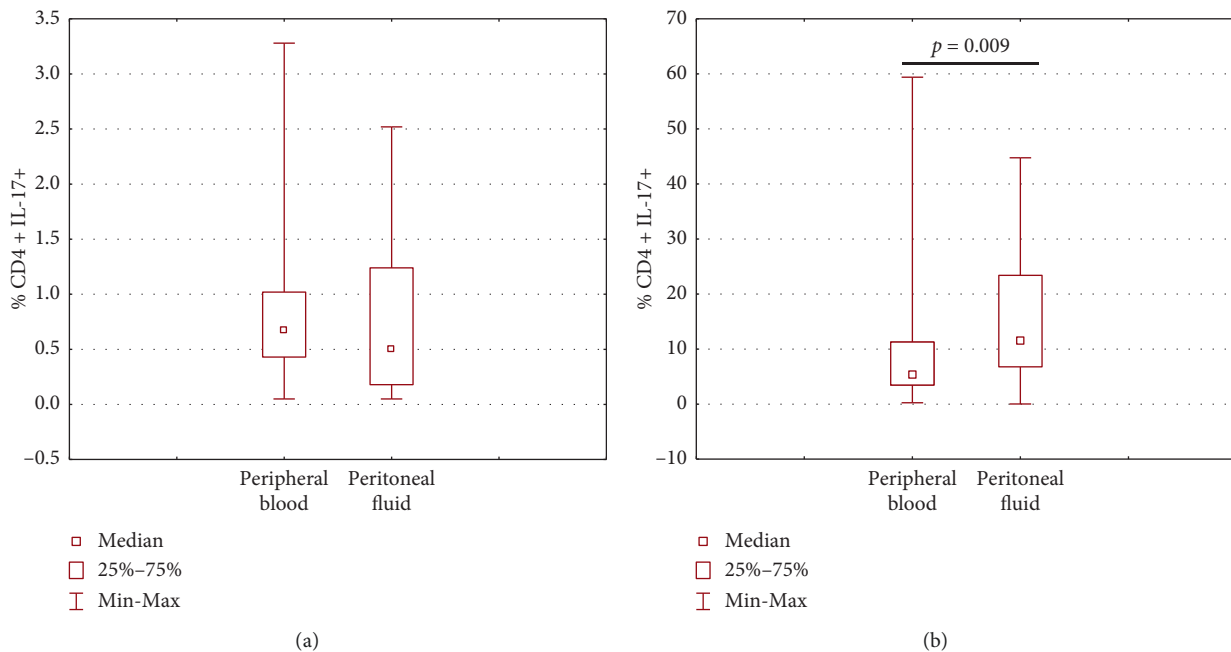 3.5
3.0
2.5
2.0
1.5
1.0
0.5
0.0
–0.5
% CD4 + IL-17+
Peripheral
blood
Peritoneal
fluid
Median
25%–75%
Min-Max
(a)
70
60
50
40
30
20
10
0
–10
% CD4 + IL-17+
p = 0.009
Peripheral
blood
Peritoneal
fluid
Median
25%–75%
Min-Max
(b)